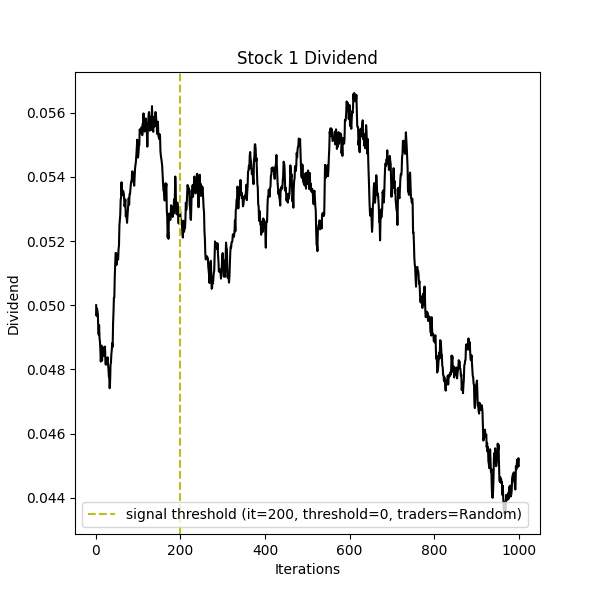 Stock 1 Dividend
0.056
0.054
0.052
0.050
0.048
0.046
0.044
Dividend
signal threshold (it=200, threshold=0, traders=Random)
0 200 400 600 800 1000
Iterations